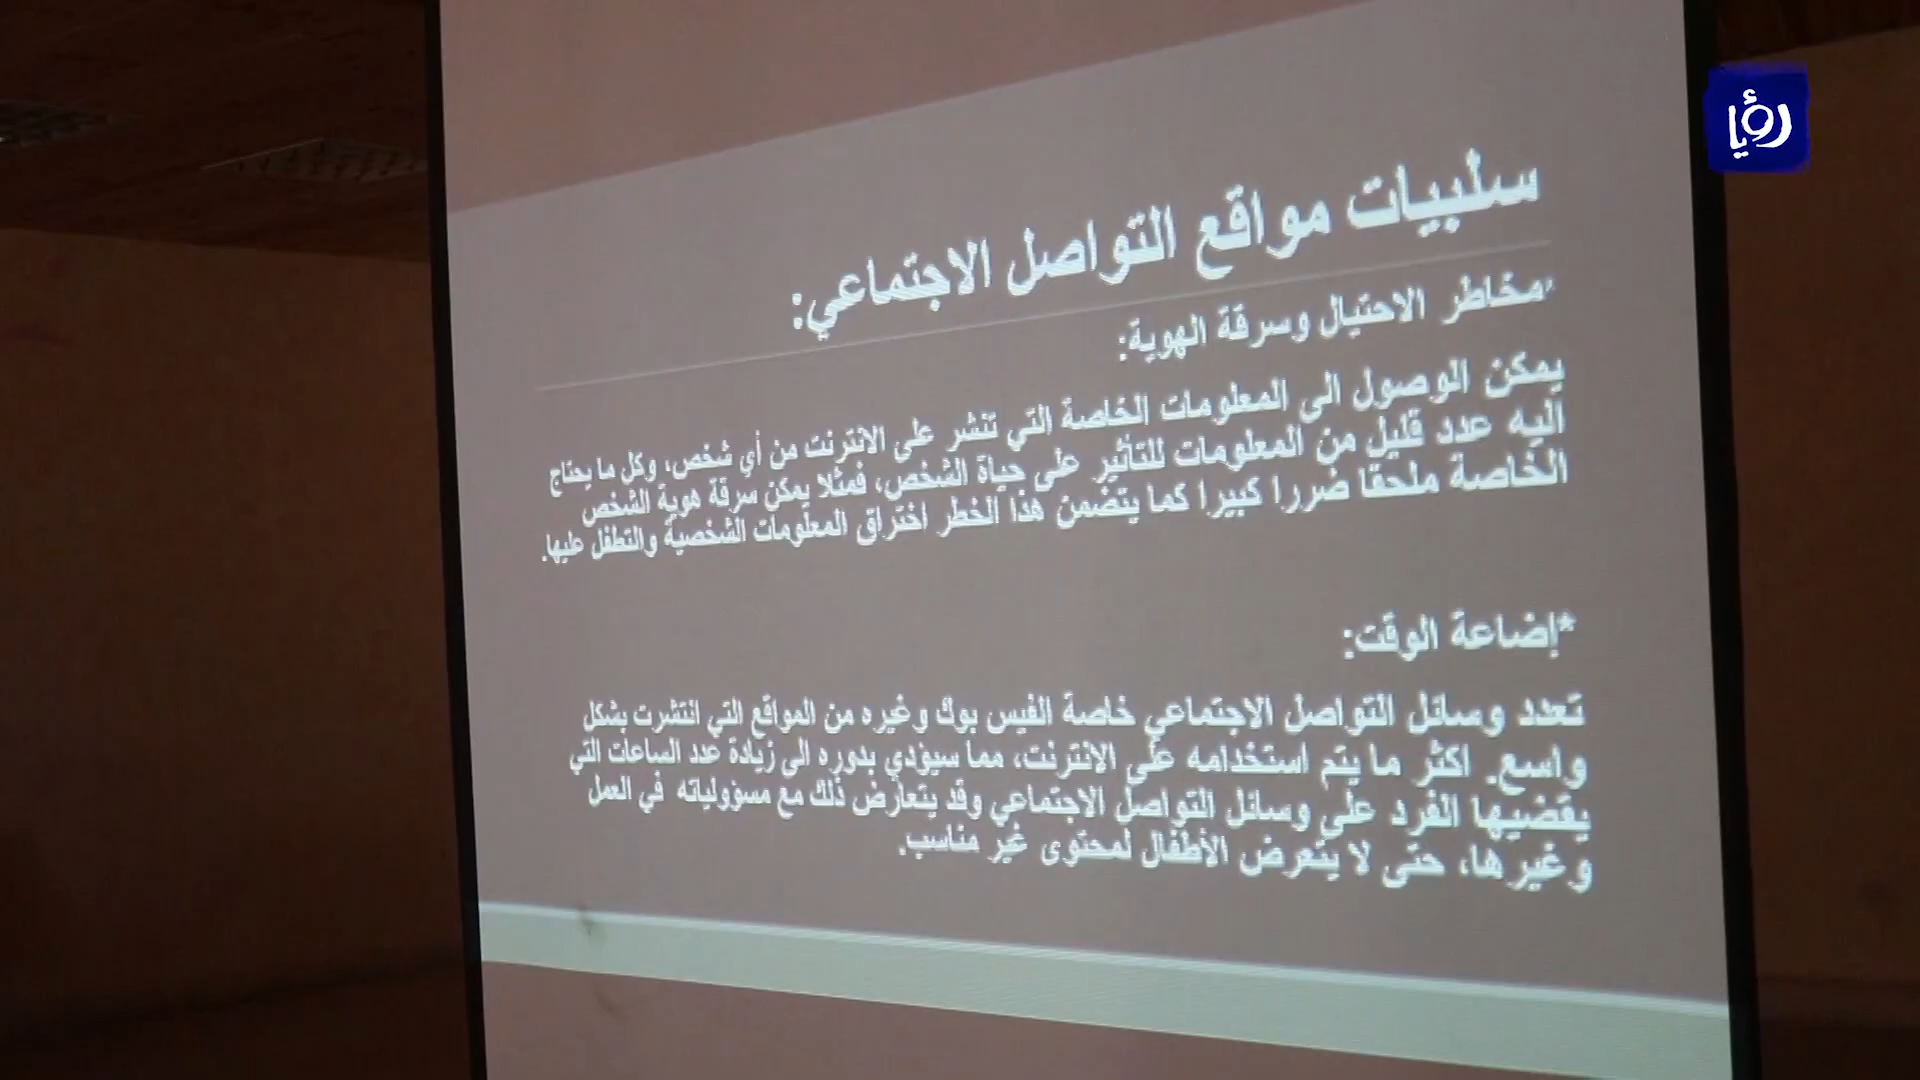 رؤيا
سلبيات مواقع التواصل الاجتماعي:
*مخاطر الاحتيال وسرقة الهوية:
يمكن الوصول الى المعلومات الخاصة التي تنشر على الانترنت من أي شخص، وكل ما يحتاج
اليه عدد قليل من المعلومات للتأثير على حياة الشخص، فمثلا يمكن سرقة هوية الشخص
الخاصة ملحقا ضررا كبيرا كما يتضمن هذا الخطر اختراق المعلومات الشخصية والتطفل عليها.
*إضاعة الوقت:
تعدد وسائل التواصل الاجتماعي خاصة الفيس بوك وغيره من المواقع التي انتشرت بشكل
واسع. اكثر ما يتم استخدامه على الانترنت، مما سيؤدي بدوره الى زيادة عدد الساعات التي
يقضيها الفرد على وسائل التواصل الاجتماعي وقد يتعارض ذلك مع مسؤولياته في العمل
وغيرها، حتى لا يتعرض الأطفال لمحتوى غير مناسب.